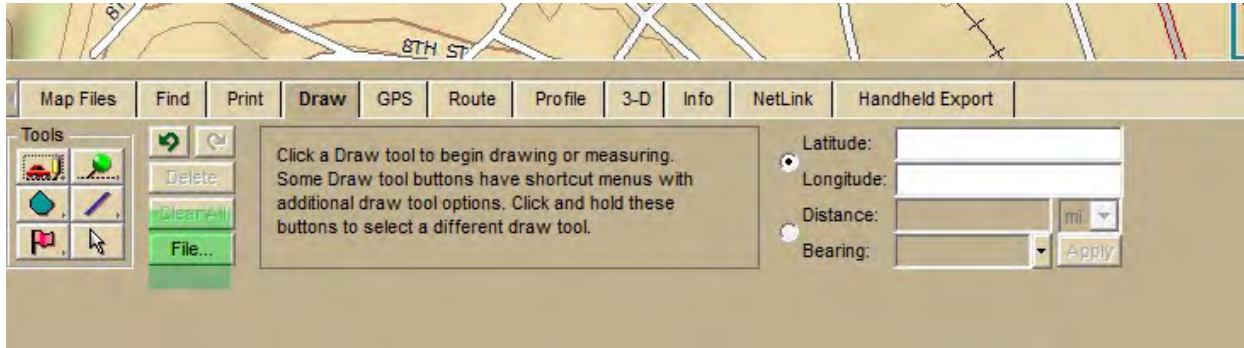 8TH ST
Map Files Find Print Draw GPS Route Profile 3-D Info NetLink Handheld Export
Tools
Delete
Clear All
File...
Click a Draw tool to begin drawing or measuring.
Some Draw tool buttons have shortcut menus with
additional draw tool options. Click and hold these
buttons to select a different draw tool.
Latitude:
Longitude:
Distance: mi
Bearing: Apply